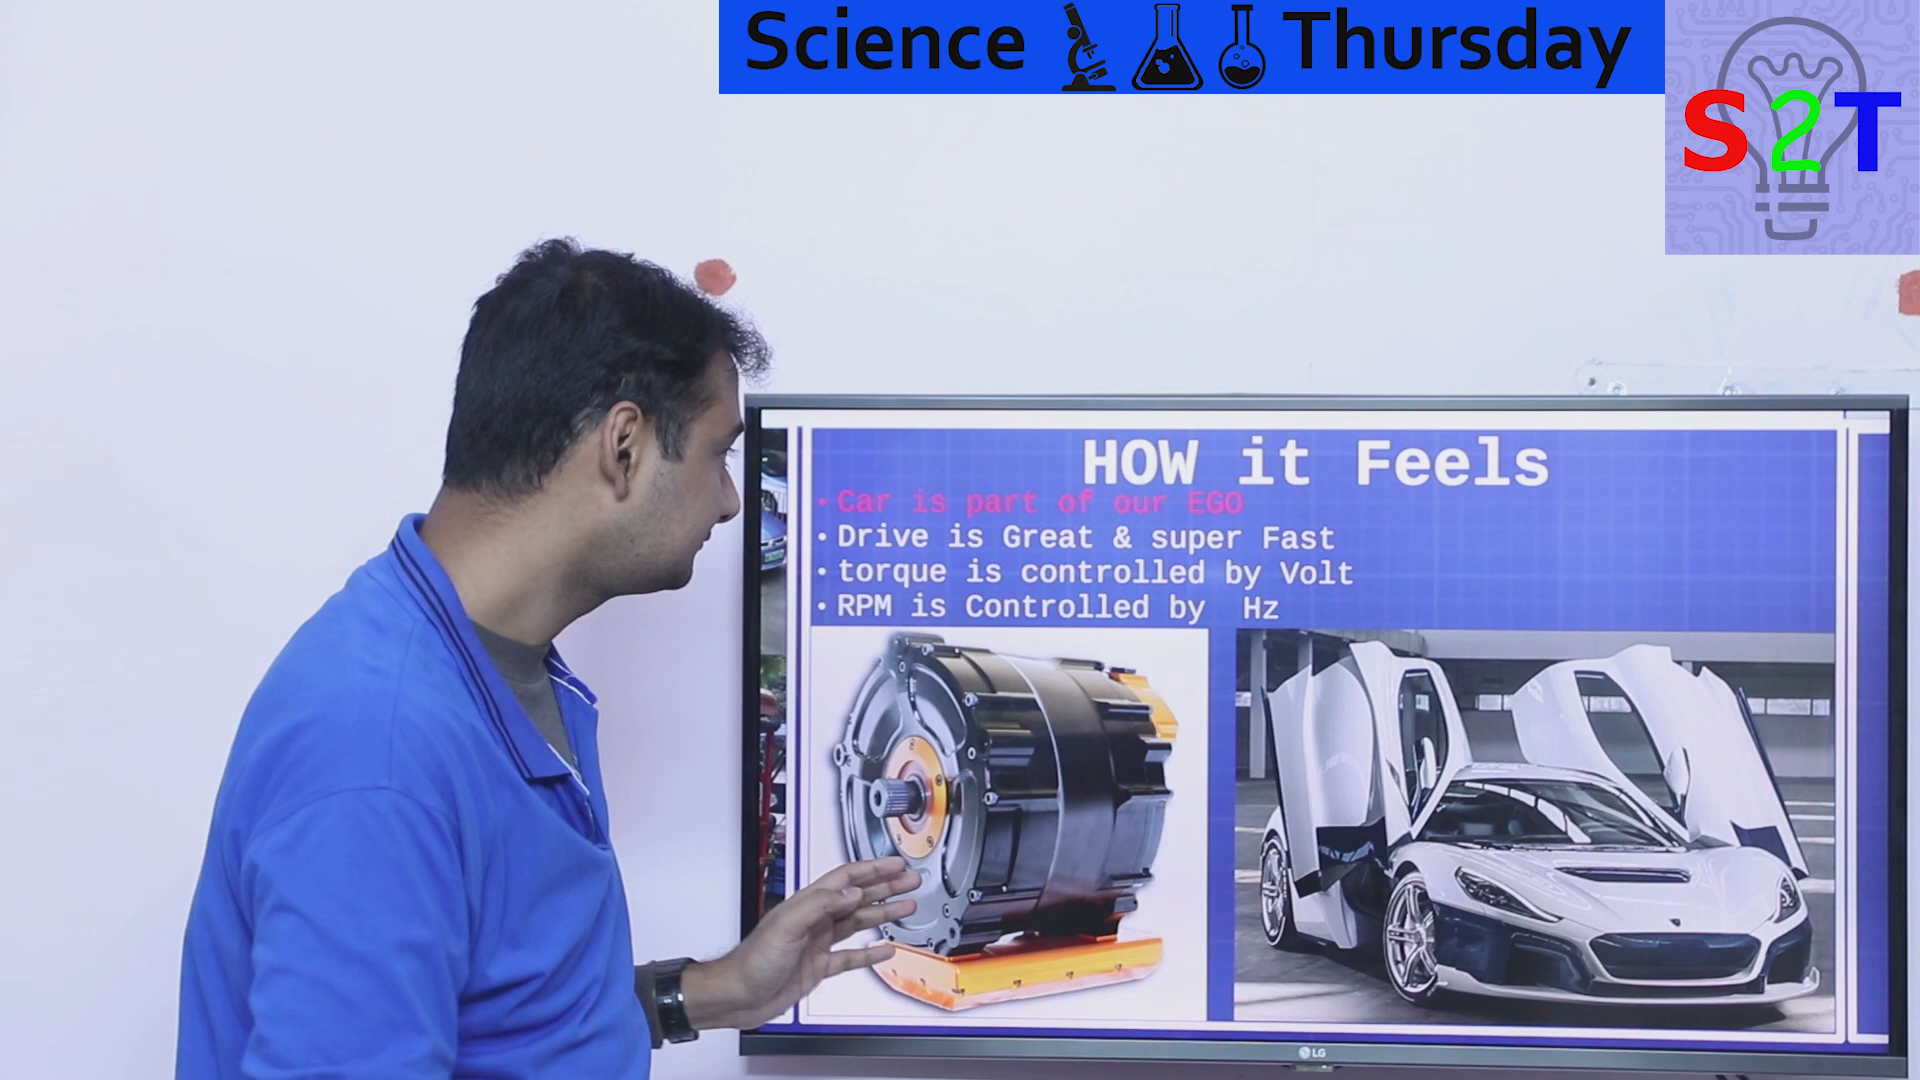 Science Thursday
S2T
HOW it Feels
• Car is part of our EGO
• Drive is Great & super Fast
• torque is controlled by Volt
• RPM is Controlled by  Hz
LG